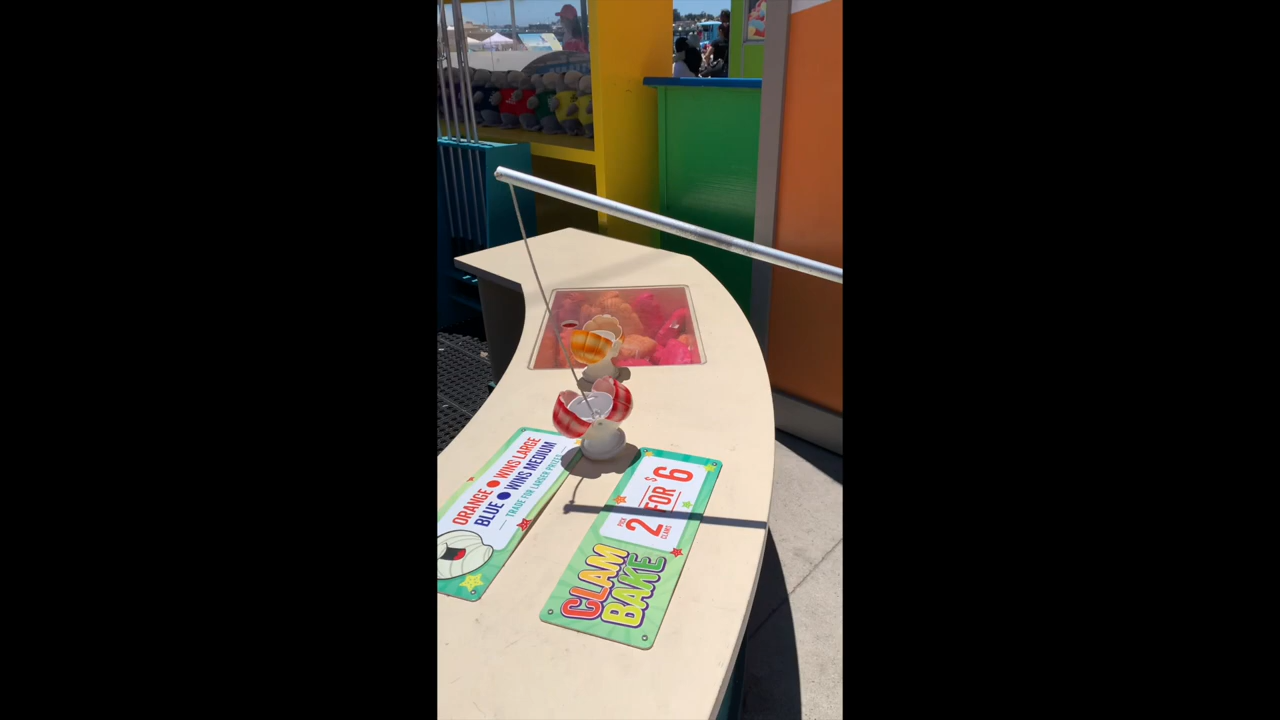 ORANGE ● WINS LARGE
BLUE ● WINS MEDIUM
TRADE FOR LARGER PRIZES
PICK
2 FOR $6
CLAMS
CLAM
BAKE